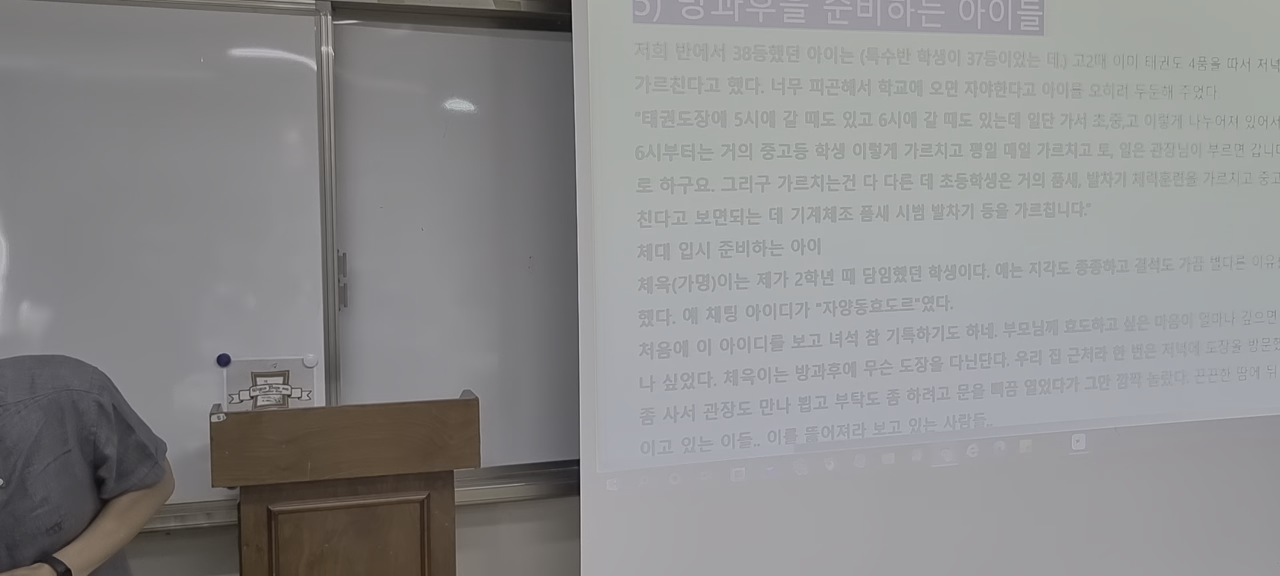 5) 방과후을 준비하는 아이들
저희 반에서 38등했던 아이는 (특수반 학생이 37등이었는 데.) 고2때 이미 태권도 4품을 따서 저녁
가르친다고 했다. 너무 피곤해서 학교에 오면 자야한다고 아이를 오히려 두둔해 주었다.
"태권도장에 5시에 갈 때도 있고 6시에 갈 때도 있는데 일단 가서 초,중,고 이렇게 나누어져 있어서
6시부터는 거의 중고등 학생 이렇게 가르치고 평일 매일 가르치고 토, 일은 관장님이 부르면 갑니다
로 하구요. 그리구 가르치는건 다 다른 데 초등학생은 거의 품새, 발차기 체력훈련을 가르치고 중고
친다고 보면되는 데 기계체조 품새 시범 발차기 등을 가르칩니다."
체대 입시 준비하는 아이
체육(가명)이는 제가 2학년 때 담임했던 학생이다. 얘는 지각도 종종하고 결석도 가끔 별다른 이유
했다. 얘 채팅 아이디가 "자양동효도르"였다.
처음에 이 아이디를 보고 녀석 참 기특하기도 하네. 부모님께 효도하고 싶은 마음이 얼마나 깊으면
나 싶었다. 체육이는 방과후에 무슨 도장을 다닌단다. 우리 집 근처라 한 번은 저녁에 도장을 방문
좀 사서 관장도 만나 뵙고 부탁도 좀 하려고 문을 빼꼼 열었다가 그만 깜짝 놀랐다. 끈끈한 땀에 뒤
이고 있는 이들.. 이를 뚫어져라 보고 있는 사람들..